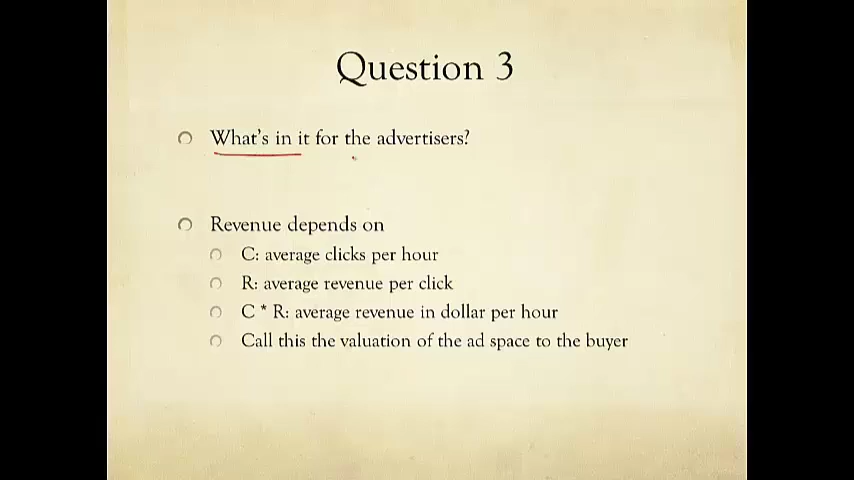 Question 3
What's in it for the advertisers?
Revenue depends on
C: average clicks per hour
R: average revenue per click
C * R: average revenue in dollar per hour
Call this the valuation of the ad space to the buyer